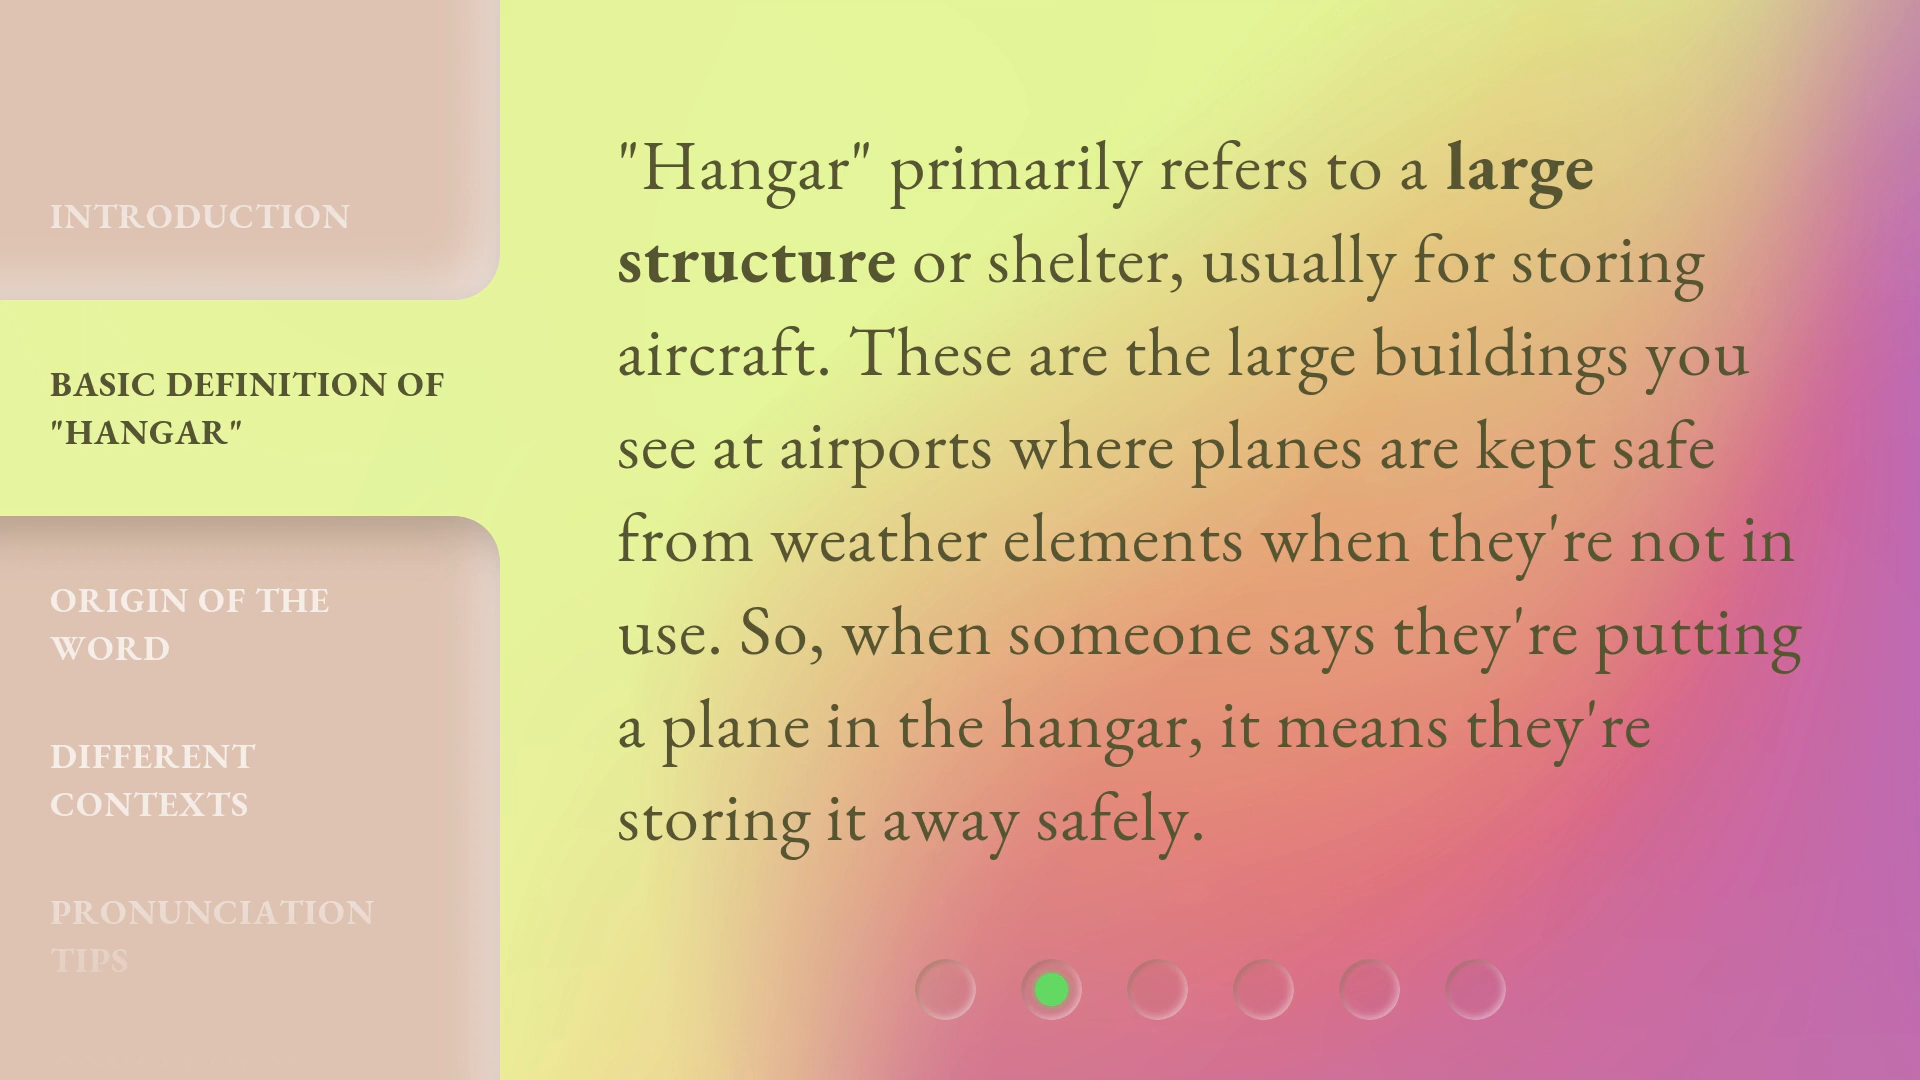 INTRODUCTION
BASIC DEFINITION OF
"HANGAR"
ORIGIN OF THE
WORD
DIFFERENT
CONTEXTS
PRONUNCIATION
TIPS
"Hangar" primarily refers to a large
structure or shelter, usually for storing
aircraft. These are the large buildings you
see at airports where planes are kept safe
from weather elements when they're not in
use. So, when someone says they're putting
a plane in the hangar, it means they're
storing it away safely.